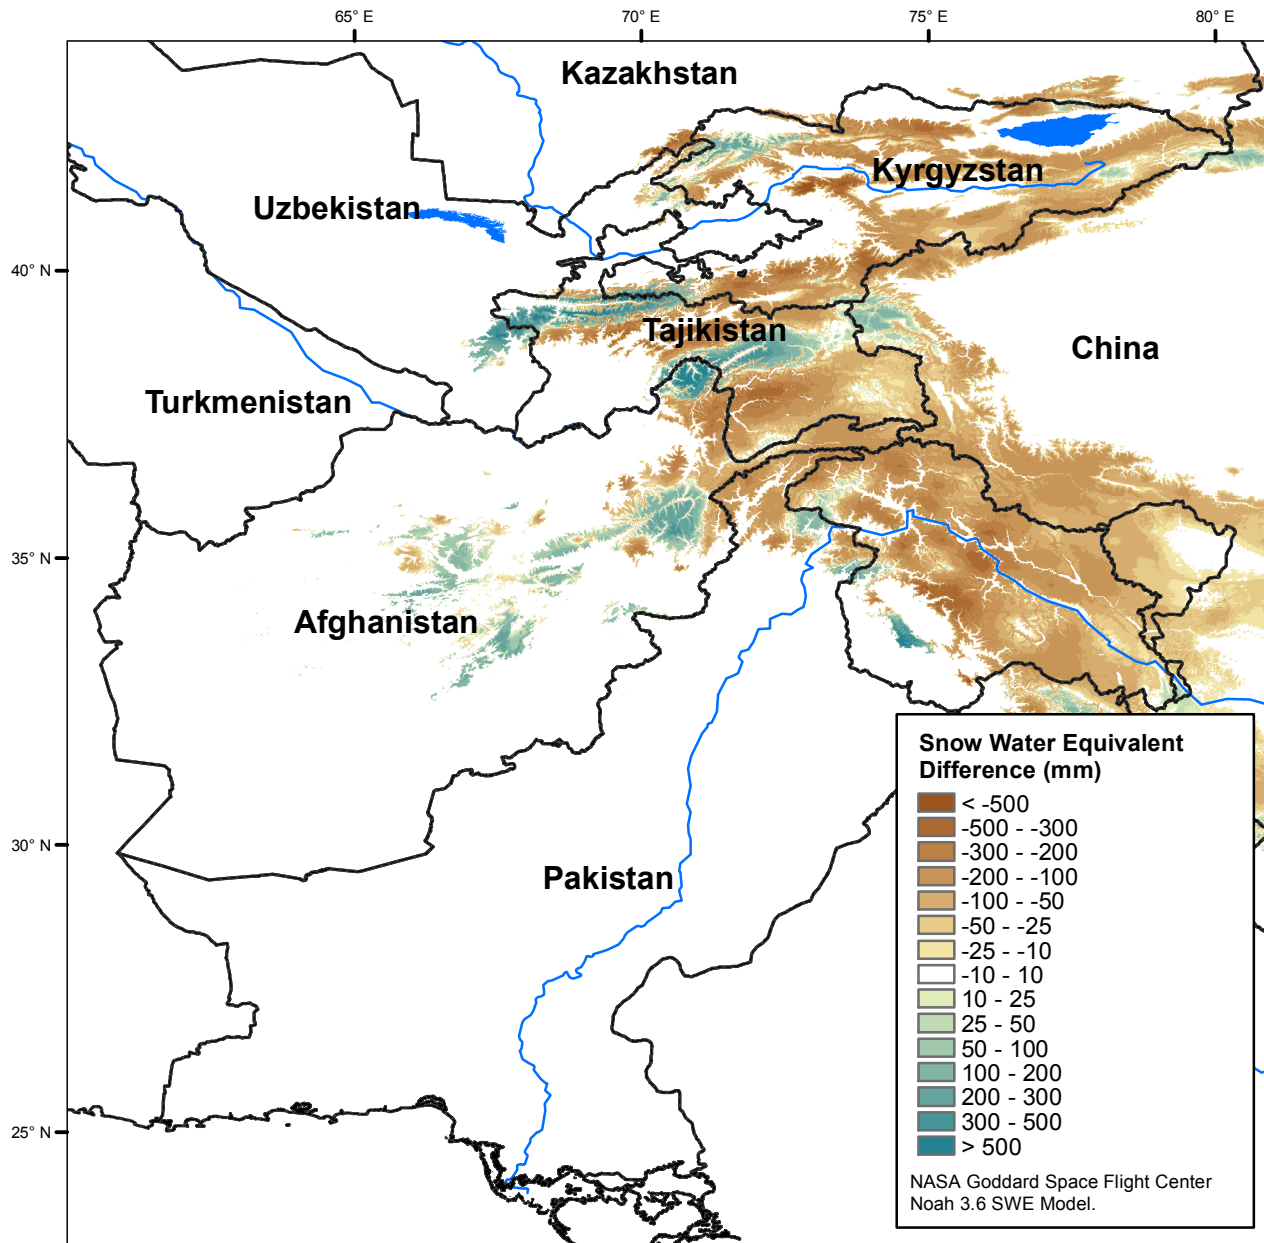 65° E
70° E
75° E
80° E
Kazakhstan
Kyrgyzstan
Uzbekistan
40° N
Tajikistan
China
Turkmenistan
35° N
Afghanistan
Snow Water Equivalent
Difference (mm)
< -500
-500 - -300
-300 - -200
-200 - -100
-100 - -50
-50 - -25
-25 - -10
-10 - 10
10 - 25
25 - 50
50 - 100
100 - 200
200 - 300
300 - 500
> 500
NASA Goddard Space Flight Center
Noah 3.6 SWE Model.
30° N
Pakistan
25° N